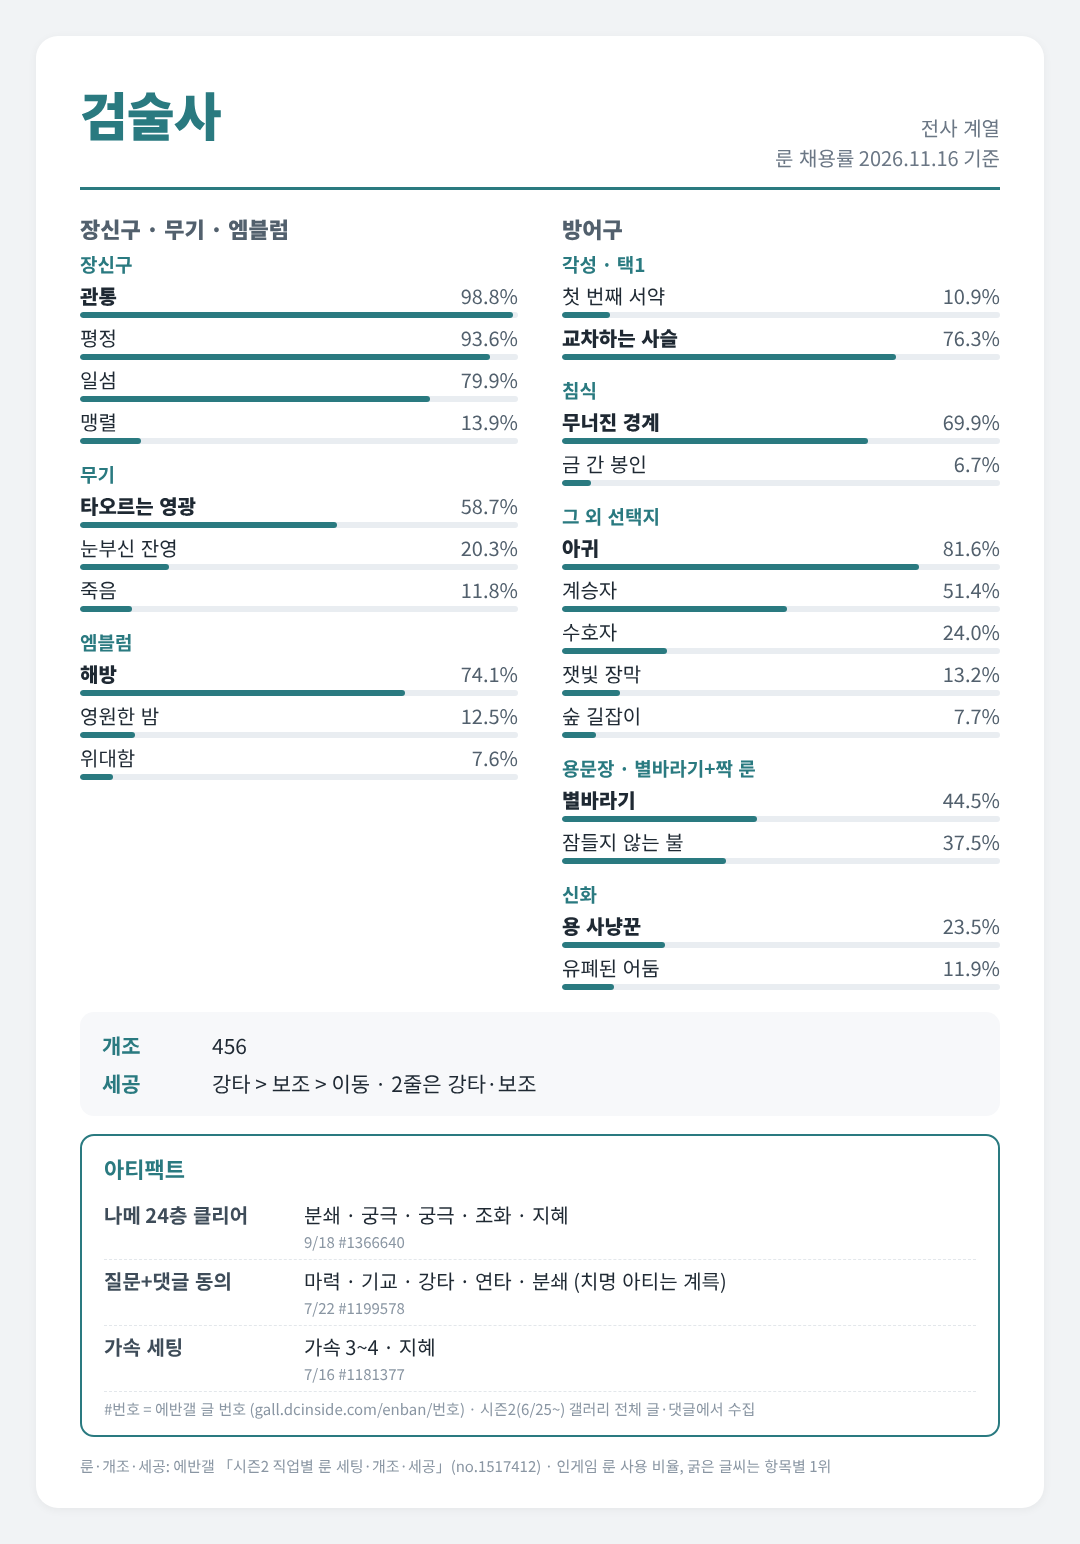 검술사
전사 계열
룬 채용률 2026.11.16 기준
장신구 · 무기 · 엠블럼
장신구
관통 98.8%
평정 93.6%
일섬 79.9%
맹렬 13.9%
무기
타오르는 영광 58.7%
눈부신 잔영 20.3%
죽음 11.8%
엠블럼
해방 74.1%
영원한 밤 12.5%
위대함 7.6%
방어구
각성 · 택1
첫 번째 서약 10.9%
교차하는 사슬 76.3%
침식
무너진 경계 69.9%
금 간 봉인 6.7%
그 외 선택지
아귀 81.6%
계승자 51.4%
수호자 24.0%
잿빛 장막 13.2%
숲 길잡이 7.7%
용문장 · 별바라기+짝 룬
별바라기 44.5%
잠들지 않는 불 37.5%
신화
용 사냥꾼 23.5%
유폐된 어둠 11.9%
개조 456
세공 강타 > 보조 > 이동 · 2줄은 강타·보조
아티팩트
나메 24층 클리어 분쇄 · 궁극 · 궁극 · 조화 · 지혜
9/18 #1366640
질문+댓글 동의 마력 · 기교 · 강타 · 연타 · 분쇄 (치명 아티는 계륵)
7/22 #1199578
가속 세팅 가속 3~4 · 지혜
7/16 #1181377
#번호 = 에반갤 글 번호 (gall.dcinside.com/enban/번호) · 시즌2(6/25~) 갤러리 전체 글·댓글에서 수집
룬·개조·세공: 에반갤 「시즌2 직업별 룬 세팅·개조·세공」(no.1517412) · 인게임 룬 사용 비율, 굵은 글씨는 항목별 1위